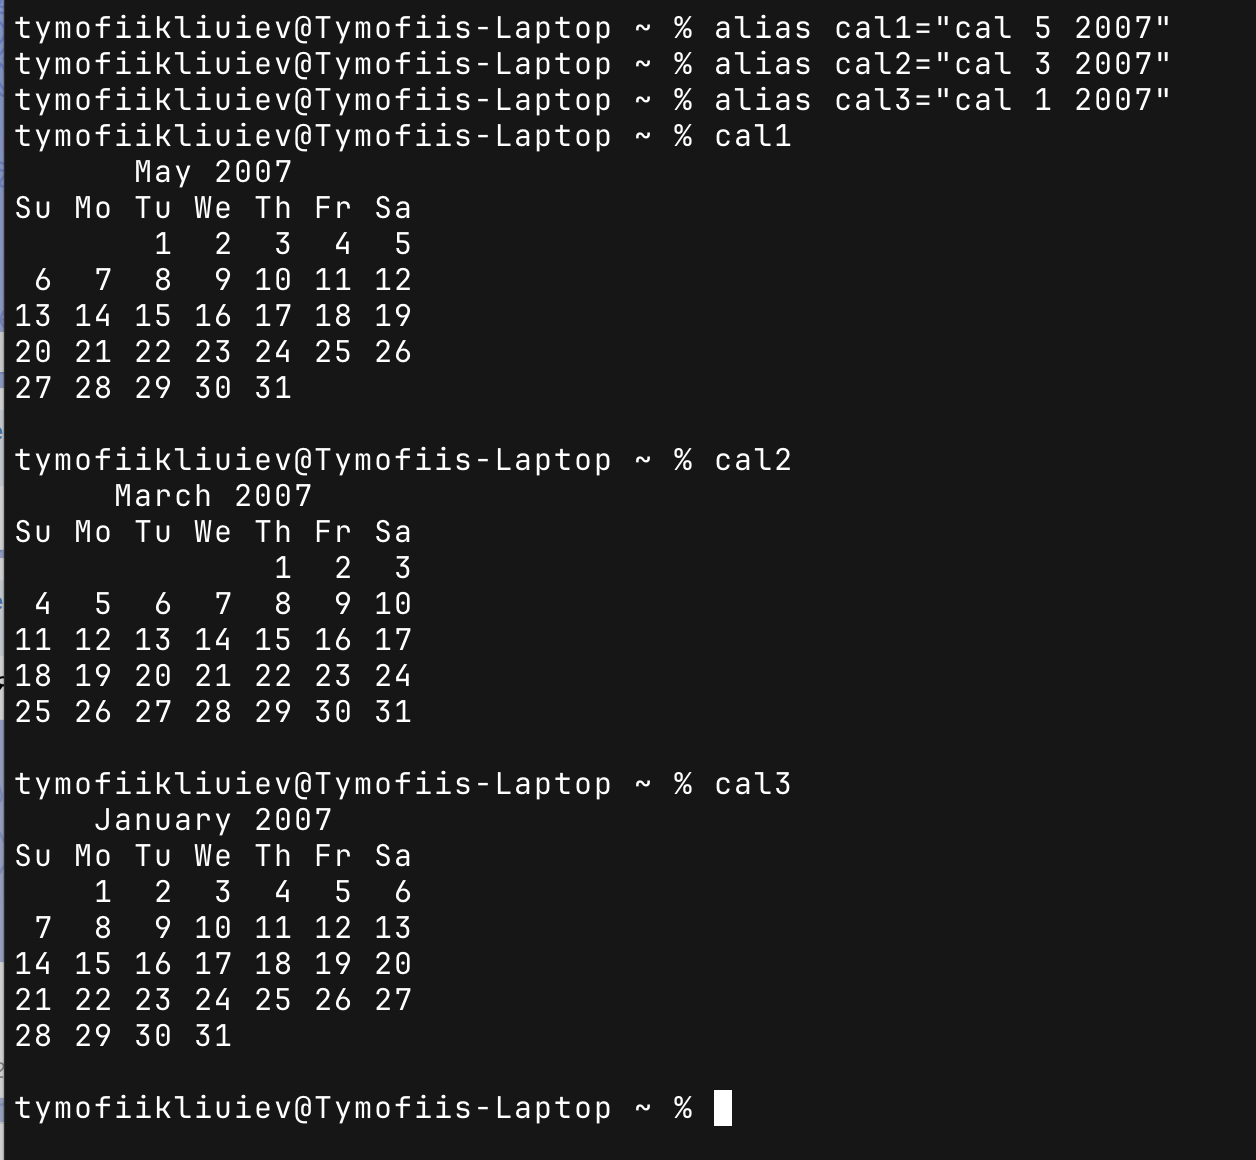 tymofiikliuiev@Tymofiis-Laptop ~ % alias cal1="cal 5 2007"
tymofiikliuiev@Tymofiis-Laptop ~ % alias cal2="cal 3 2007"
tymofiikliuiev@Tymofiis-Laptop ~ % alias cal3="cal 1 2007"
tymofiikliuiev@Tymofiis-Laptop ~ % cal1
      May 2007
Su Mo Tu We Th Fr Sa
       1  2  3  4  5
 6  7  8  9 10 11 12
13 14 15 16 17 18 19
20 21 22 23 24 25 26
27 28 29 30 31

tymofiikliuiev@Tymofiis-Laptop ~ % cal2
     March 2007
Su Mo Tu We Th Fr Sa
             1  2  3
 4  5  6  7  8  9 10
11 12 13 14 15 16 17
18 19 20 21 22 23 24
25 26 27 28 29 30 31

tymofiikliuiev@Tymofiis-Laptop ~ % cal3
    January 2007
Su Mo Tu We Th Fr Sa
    1  2  3  4  5  6
 7  8  9 10 11 12 13
14 15 16 17 18 19 20
21 22 23 24 25 26 27
28 29 30 31

tymofiikliuiev@Tymofiis-Laptop ~ %